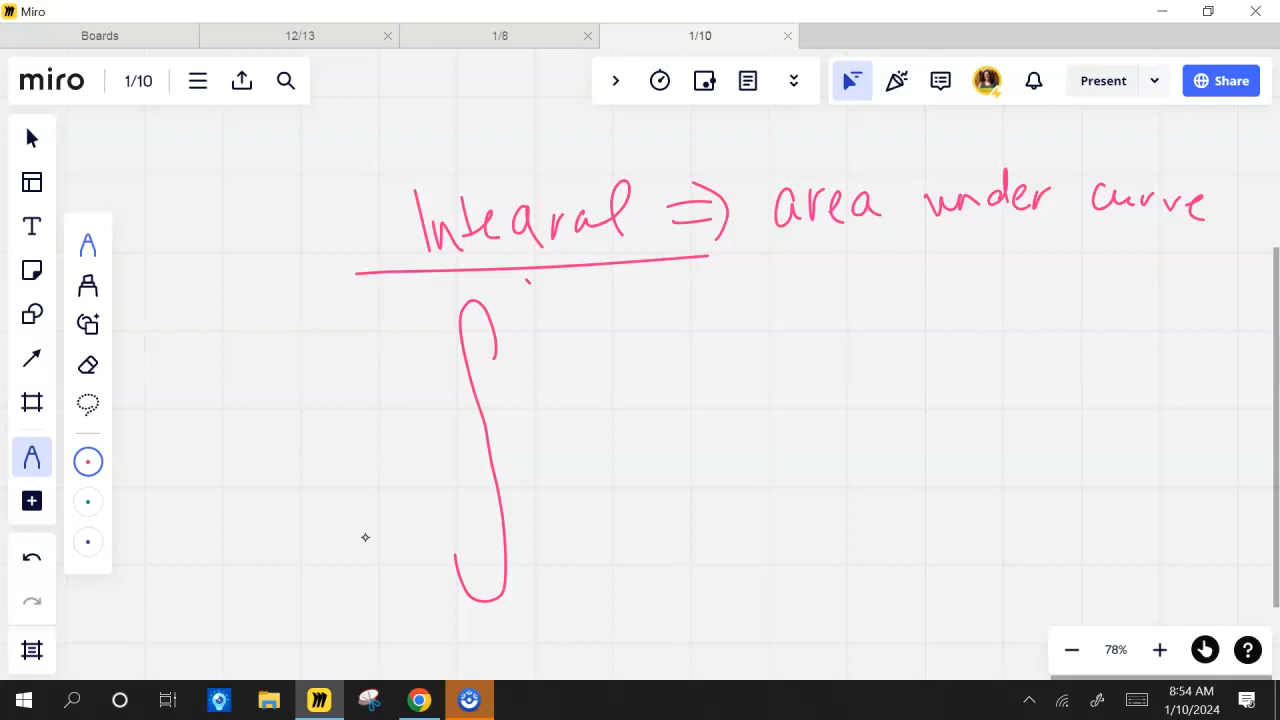 Miro
Boards 12/13 1/8 1/10
miro 1/10 Present Share
Integral => area under curve
∫
78%
8:54 AM
1/10/2024